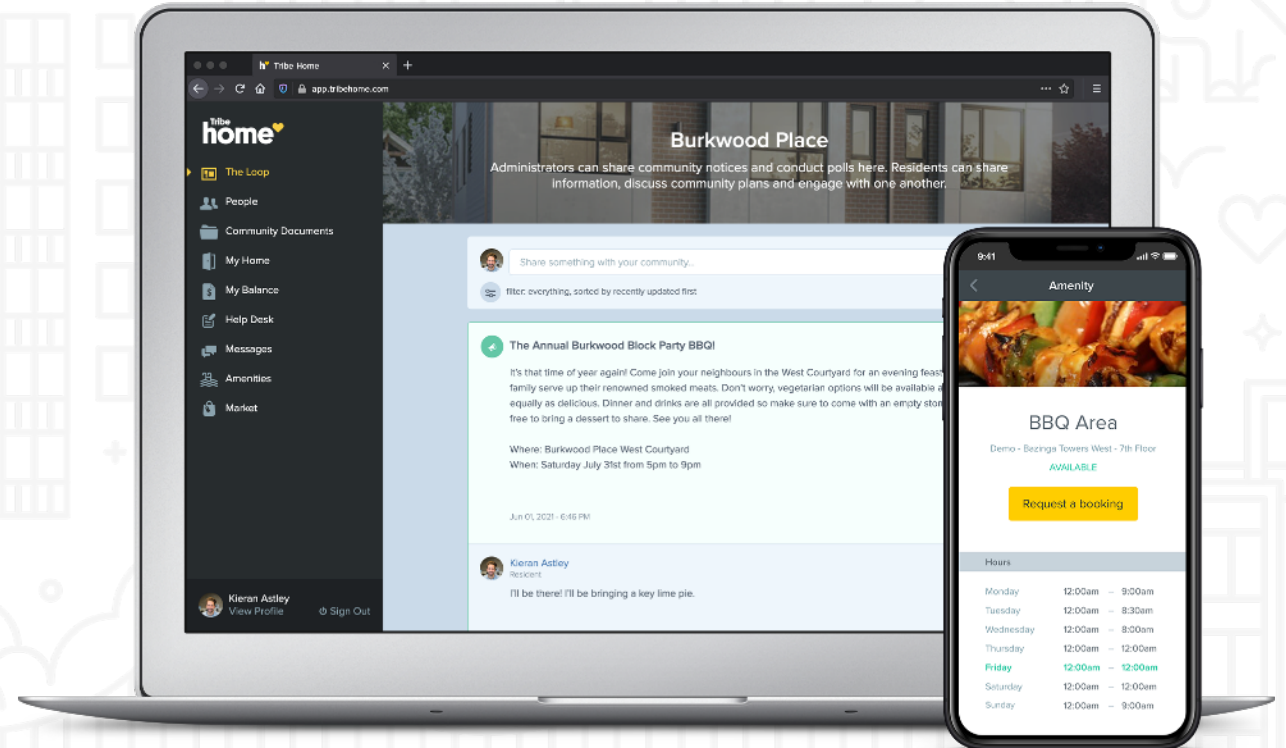 Tribe Home
app.tribehome.com
Tribe
home
The Loop
People
Community Documents
My Home
My Balance
Help Desk
Messages
Amenities
Market
Kieran Astley
View Profile
Sign Out
Burkwood Place
Administrators can share community notices and conduct polls here. Residents can share
information, discuss community plans and engage with one another.
Share something with your community...
filter: everything, sorted by recently updated first
The Annual Burkwood Block Party BBQ!
It's that time of year again! Come join your neighbours in the West Courtyard for an evening feast
family serve up their renowned smoked meats. Don't worry, vegetarian options will be available a
equally as delicious. Dinner and drinks are all provided so make sure to come with an empty stom
free to bring a dessert to share. See you all there!
Where: Burkwood Place West Courtyard
When: Saturday July 31st from 5pm to 9pm
Jun 01, 2021 - 6:46 PM
Kieran Astley
Resident
I'll be there! I'll be bringing a key lime pie.
9:41
Amenity
BBQ Area
Demo - Bazinga Towers West - 7th Floor
AVAILABLE
Request a booking
Hours
Monday 12:00am – 9:00am
Tuesday 12:00am – 8:30am
Wednesday 12:00am – 8:00am
Thursday 12:00am – 12:00am
Friday 12:00am – 12:00am
Saturday 12:00am – 12:00am
Sunday 12:00am – 9:00am